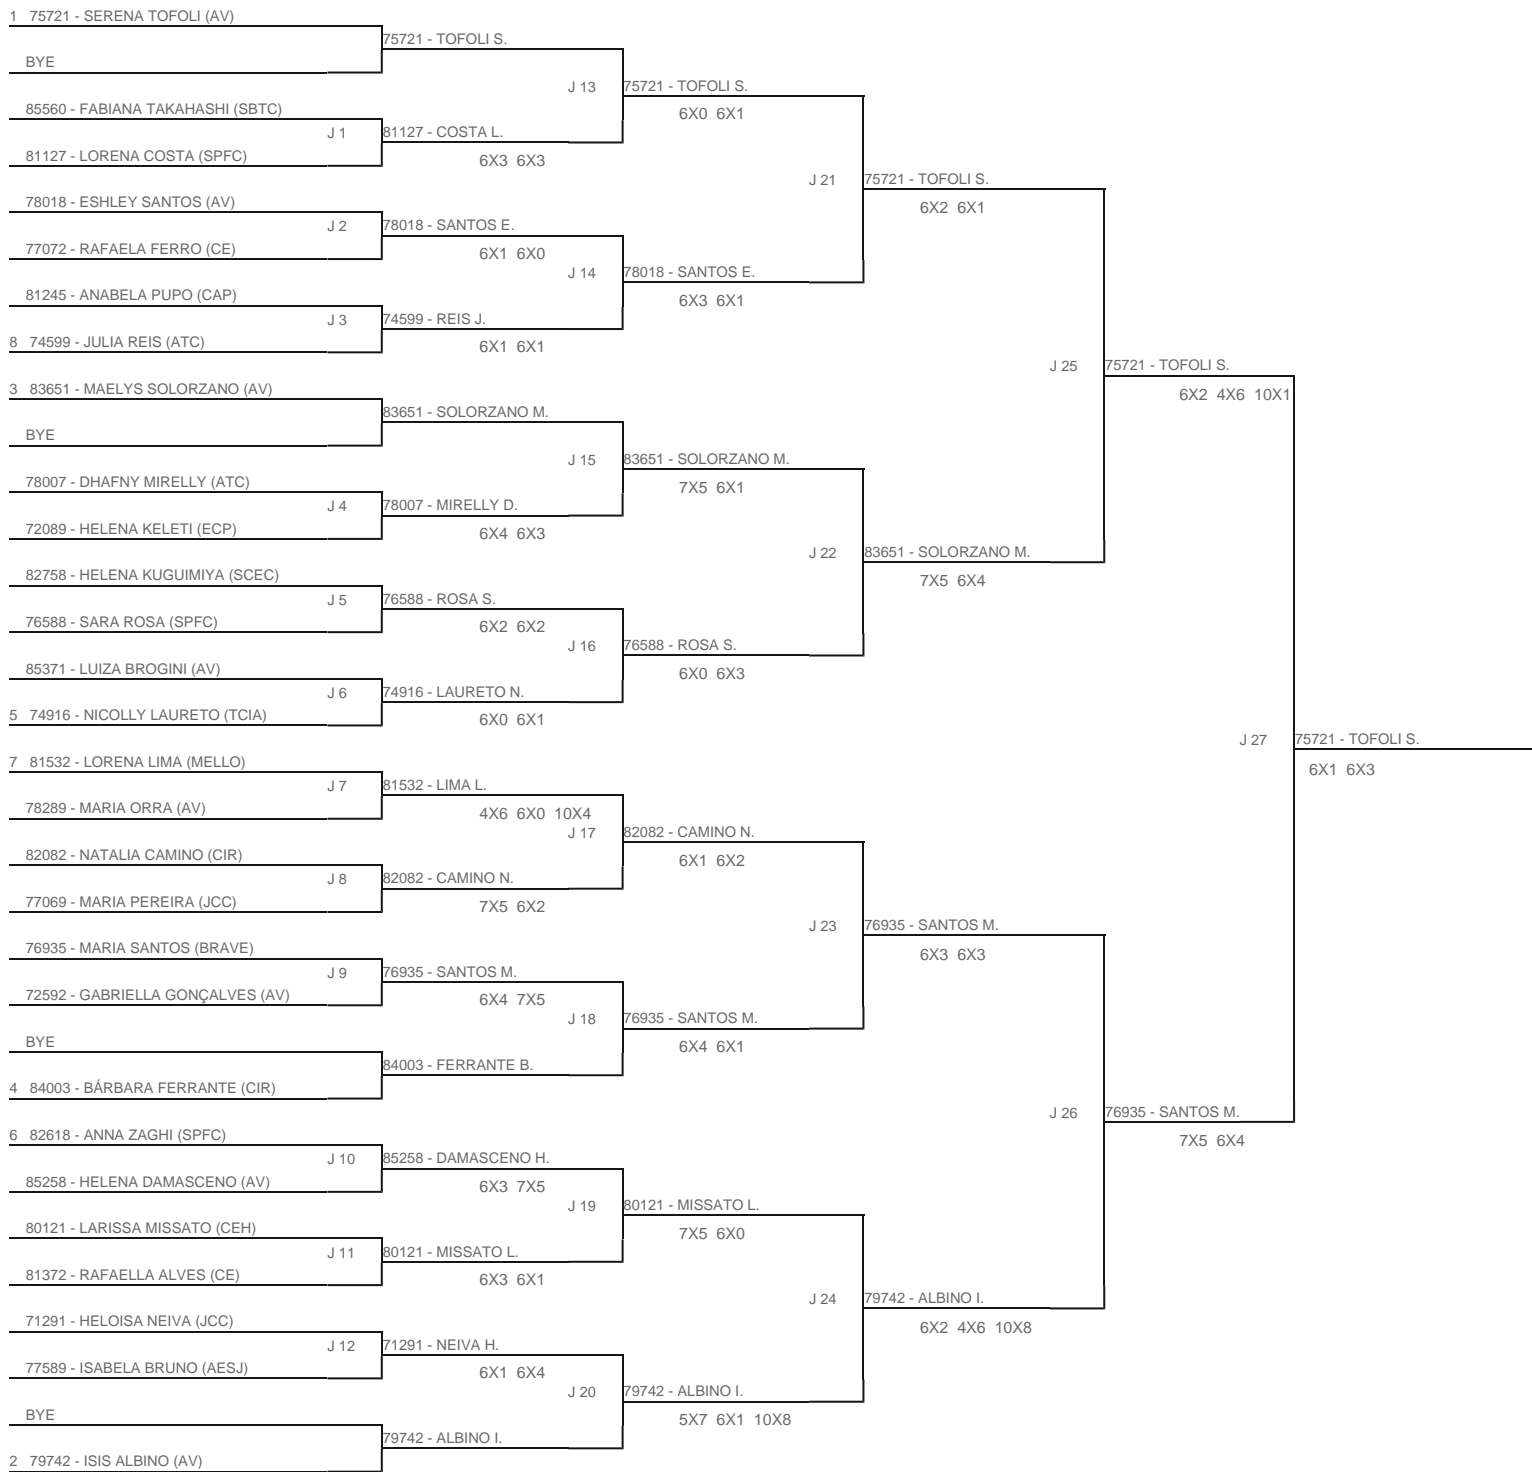 1 75721 - SERENA TOFOLI (AV)
75721 - TOFOLI S.
BYE
J 13
75721 - TOFOLI S.
6X0 6X1
85560 - FABIANA TAKAHASHI (SBTC)
J 1
81127 - COSTA L.
81127 - LORENA COSTA (SPFC)
6X3 6X3
J 21
75721 - TOFOLI S.
6X2 6X1
78018 - ESHLEY SANTOS (AV)
J 2
78018 - SANTOS E.
77072 - RAFAELA FERRO (CE)
6X1 6X0
J 14
78018 - SANTOS E.
6X3 6X1
81245 - ANABELA PUPO (CAP)
J 3
74599 - REIS J.
8 74599 - JULIA REIS (ATC)
6X1 6X1
J 25
75721 - TOFOLI S.
6X2 4X6 10X1
3 83651 - MAELYS SOLORZANO (AV)
83651 - SOLORZANO M.
BYE
J 15
83651 - SOLORZANO M.
7X5 6X1
78007 - DHAFNY MIRELLY (ATC)
J 4
78007 - MIRELLY D.
72089 - HELENA KELETI (ECP)
6X4 6X3
J 22
83651 - SOLORZANO M.
7X5 6X4
82758 - HELENA KUGUIMIYA (SCEC)
J 5
76588 - ROSA S.
76588 - SARA ROSA (SPFC)
6X2 6X2
J 16
76588 - ROSA S.
6X0 6X3
85371 - LUIZA BROGINI (AV)
J 6
74916 - LAURETO N.
5 74916 - NICOLLY LAURETO (TCIA)
6X0 6X1
J 27
75721 - TOFOLI S.
6X1 6X3
7 81532 - LORENA LIMA (MELLO)
J 7
81532 - LIMA L.
78289 - MARIA ORRA (AV)
4X6 6X0 10X4
J 17
82082 - CAMINO N.
6X1 6X2
82082 - NATALIA CAMINO (CIR)
J 8
82082 - CAMINO N.
77069 - MARIA PEREIRA (JCC)
7X5 6X2
J 23
76935 - SANTOS M.
6X3 6X3
76935 - MARIA SANTOS (BRAVE)
J 9
76935 - SANTOS M.
72592 - GABRIELLA GONÇALVES (AV)
6X4 7X5
J 18
76935 - SANTOS M.
6X4 6X1
BYE
84003 - FERRANTE B.
4 84003 - BÁRBARA FERRANTE (CIR)
J 26
76935 - SANTOS M.
7X5 6X4
6 82618 - ANNA ZAGHI (SPFC)
J 10
85258 - DAMASCENO H.
85258 - HELENA DAMASCENO (AV)
6X3 7X5
J 19
80121 - MISSATO L.
7X5 6X0
80121 - LARISSA MISSATO (CEH)
J 11
80121 - MISSATO L.
81372 - RAFAELLA ALVES (CE)
6X3 6X1
J 24
79742 - ALBINO I.
6X2 4X6 10X8
71291 - HELOISA NEIVA (JCC)
J 12
71291 - NEIVA H.
77589 - ISABELA BRUNO (AESJ)
6X1 6X4
J 20
79742 - ALBINO I.
5X7 6X1 10X8
BYE
79742 - ALBINO I.
2 79742 - ISIS ALBINO (AV)